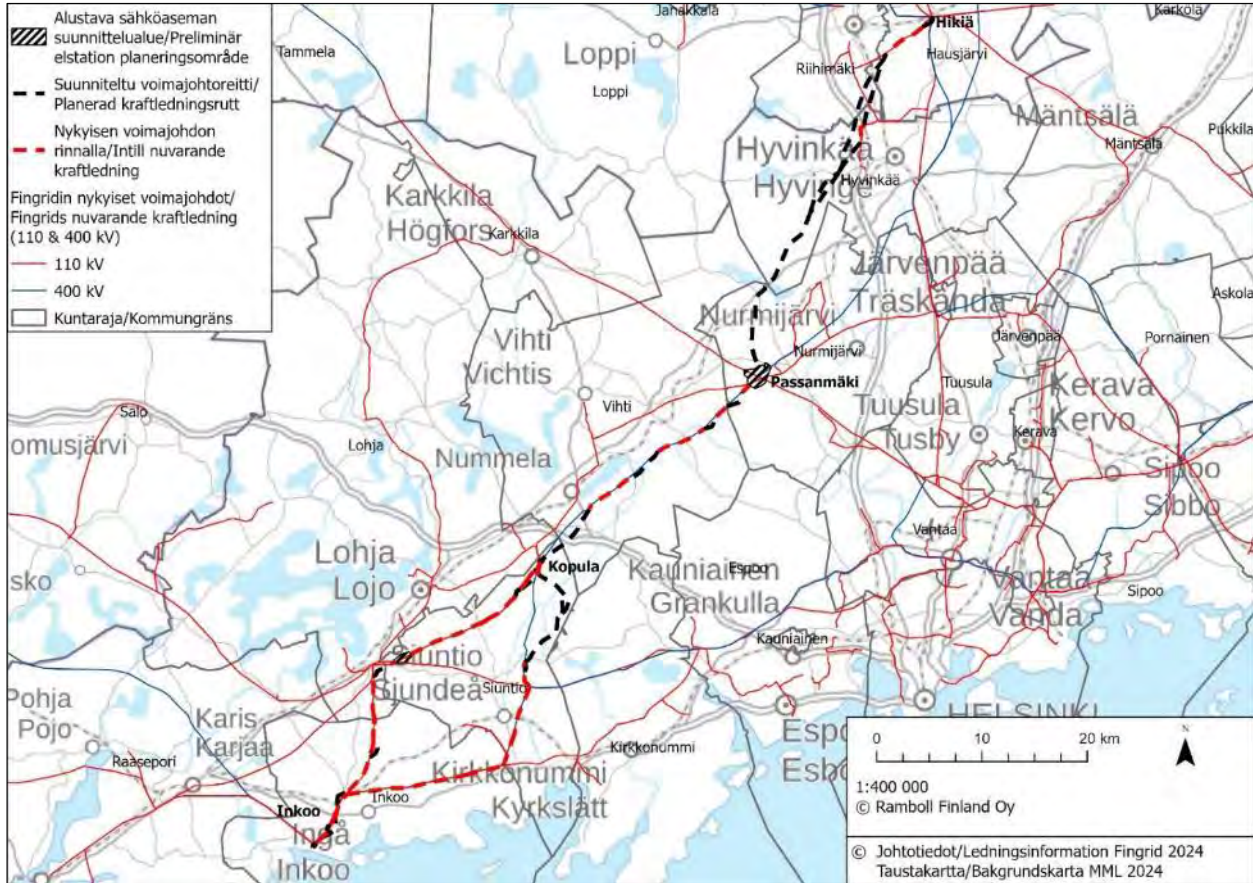 Alustava sähköaseman
suunnittelualue/Preliminär
elstation planeringsområde
Suunniteltu voimajohtoreitti/
Planerad kraftledningsrutt
Nykyisen voimajohdon
rinnalla/Intill nuvarande
kraftledning
Fingridin nykyiset voimajohdot/
Fingrids nuvarande kraftledning
(110 & 400 kV)
110 kV
400 kV
Kuntaraja/Kommungräns
Jahakkala
Hikiä
Kärkölä
Tammela
Loppi
Loppi
Riihimäki
Hausjärvi
Mäntsälä
Mäntsälä
Pukkila
Hyvinkää
Hyvinge
Hyvinkää
Karkkila
Högfors
Karkkila
Järvenpää
Träskända
Askola
Nurmijärvi
Nurmijärvi
Järvenpää
Pornainen
Vihti
Vichtis
Passanmäki
Tuusula
Kerava
Kervo
Vihti
Tuusula
Tusby
Kerava
Salo
Lohja
omusjärvi
Nummela
Sipoo
Sibbo
Vantaa
Lohja
Lojo
Kopula
Kauniainen
Grankulla
Espoo
sko
Vantaa
Vanda
Sipoo
Kauniainen
Siuntio
Sjundeå
Siuntio
Pohja
Pojo
Karis
Karjaa
HELSINKI
Raasepori
Kirkkonummi
Kirkkonummi
Kyrkslätt
Espo
Esbo
Inkoo
Inkoo
Ingå
Inkoo
N
0 10 20 km
1:400 000
© Ramboll Finland Oy
© Johtotiedot/Ledningsinformation Fingrid 2024
Taustakartta/Bakgrundskarta MML 2024